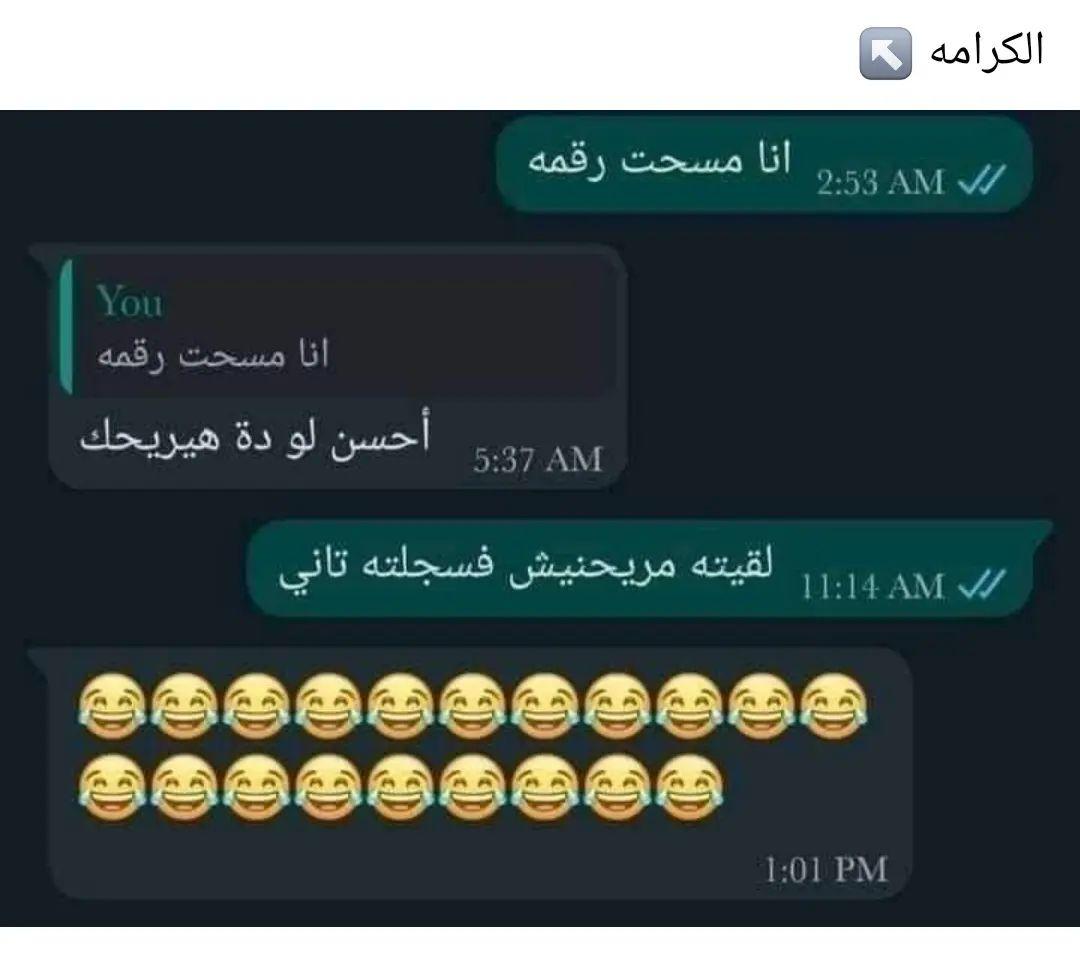 الكرامه ↖️
انا مسحت رقمه
2:53 AM
You
انا مسحت رقمه
أحسن لو دة هيريحك
5:37 AM
لقيته مريحنيش فسجلته تاني
11:14 AM
😂😂😂😂😂😂😂😂😂😂😂
😂😂😂😂😂😂😂😂😂
1:01 PM